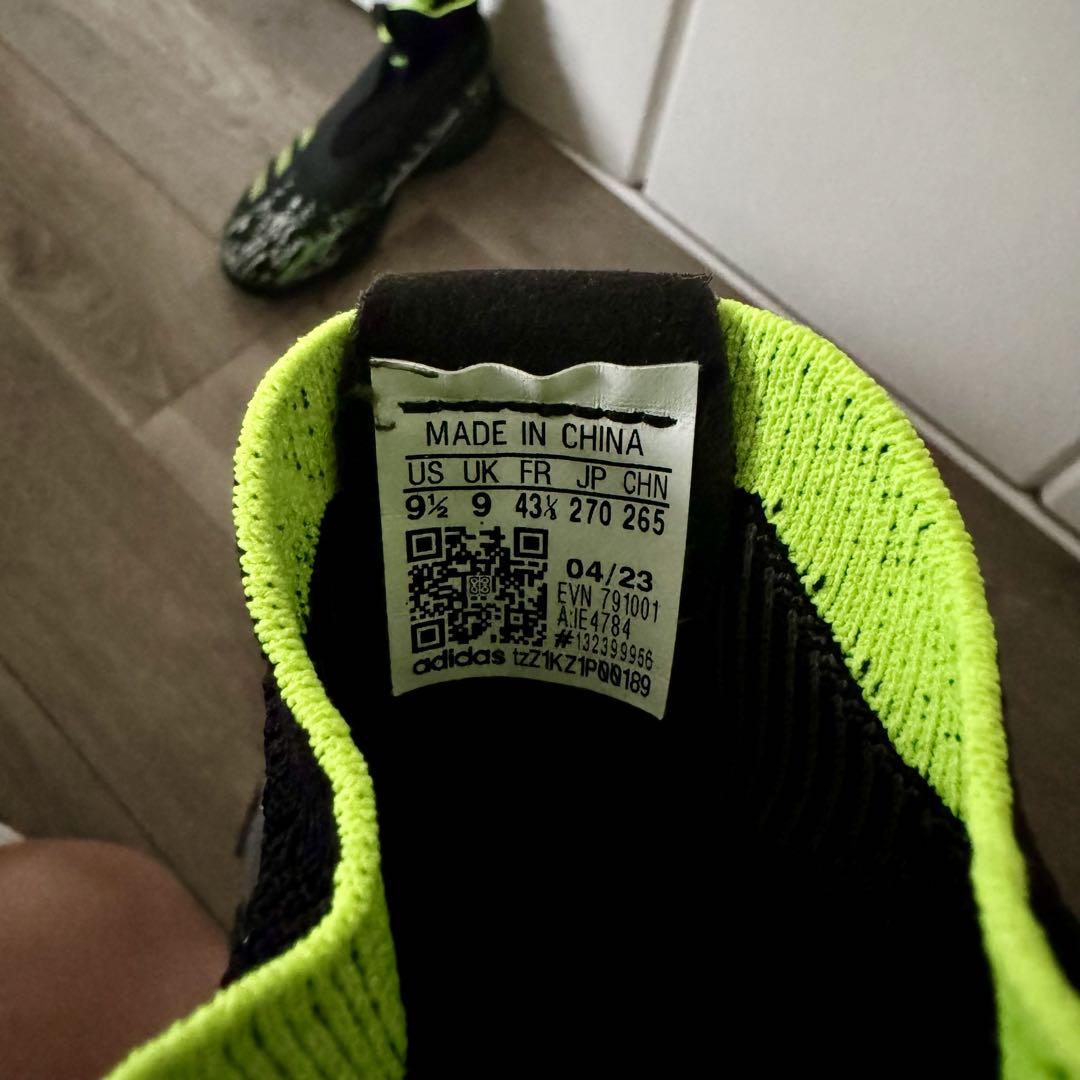 MADE IN CHINA
US UK FR JP CHN
9½ 9 43⅓ 270 265
04/23
EVN 791001
A:IE4784
#132399956
adidas tzZ1KZ1P00189